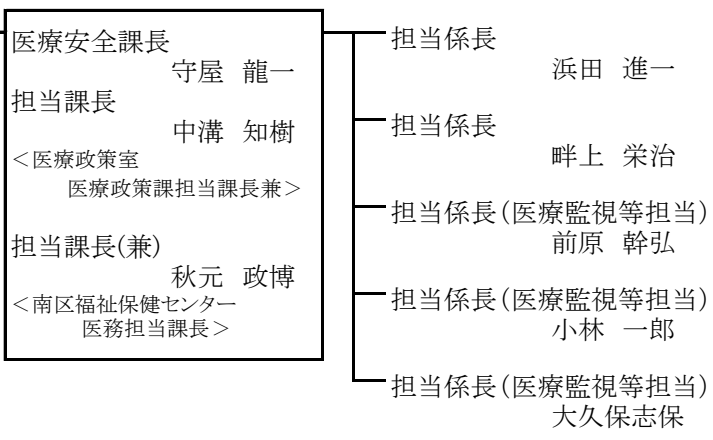 医療安全課長
守屋 龍一
担当課長
中溝 知樹
<医療政策室
医療政策課担当課長兼>
担当課長(兼)
秋元 政博
<南区福祉保健センター
医務担当課長>
担当係長
浜田 進一
担当係長
畔上 栄治
担当係長(医療監視等担当)
前原 幹弘
担当係長(医療監視等担当)
小林 一郎
担当係長(医療監視等担当)
大久保志保